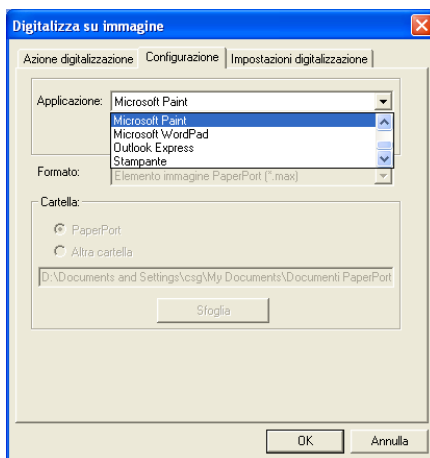 Digitalizza su immagine
Azione digitalizzazione Configurazione Impostazioni digitalizzazione
Applicazione: Microsoft Paint
Microsoft Paint
Microsoft WordPad
Outlook Express
Stampante
Formato: Elemento immagine PaperPort (*.max)
Cartella:
PaperPort
Altra cartella
D:\Documents and Settings\csg\My Documents\Documenti PaperPort
Sfoglia
OK Annulla